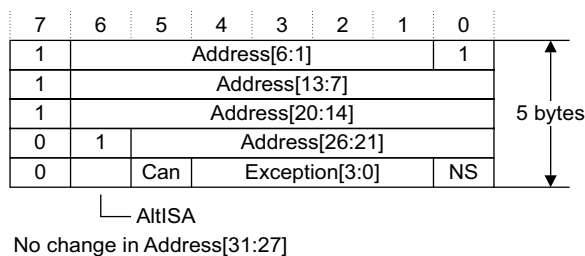 7 6 5 4 3 2 1 0
1 Address[6:1] 1
1 Address[13:7]
1 Address[20:14] 5 bytes
0 1 Address[26:21]
0 Can Exception[3:0] NS
AltISA
No change in Address[31:27]